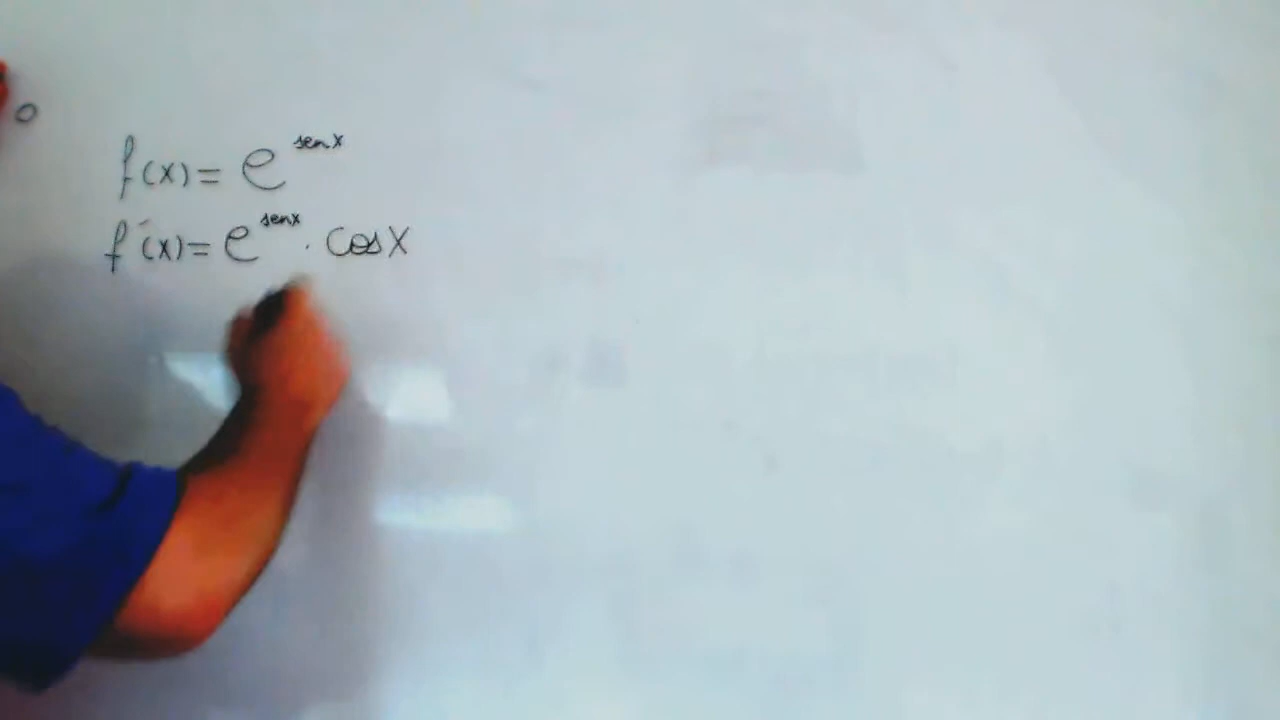 o
f(x) = e^senx
f'(x) = e^senx · cosx